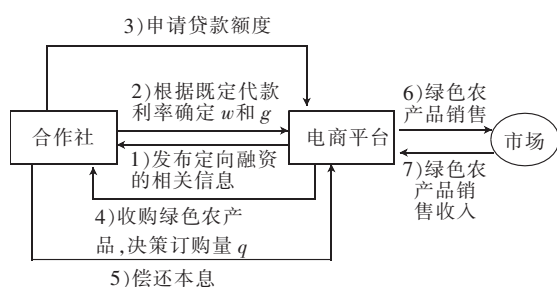 3)申请贷款额度
2)根据既定代款
利率确定 w和g
合作社
电商平台
1)发布定向融资
的相关信息
6)绿色农
产品销售
市场
7)绿色农
产品销
售收入
4)收购绿色农产
品,决策订购量 q
5)偿还本息